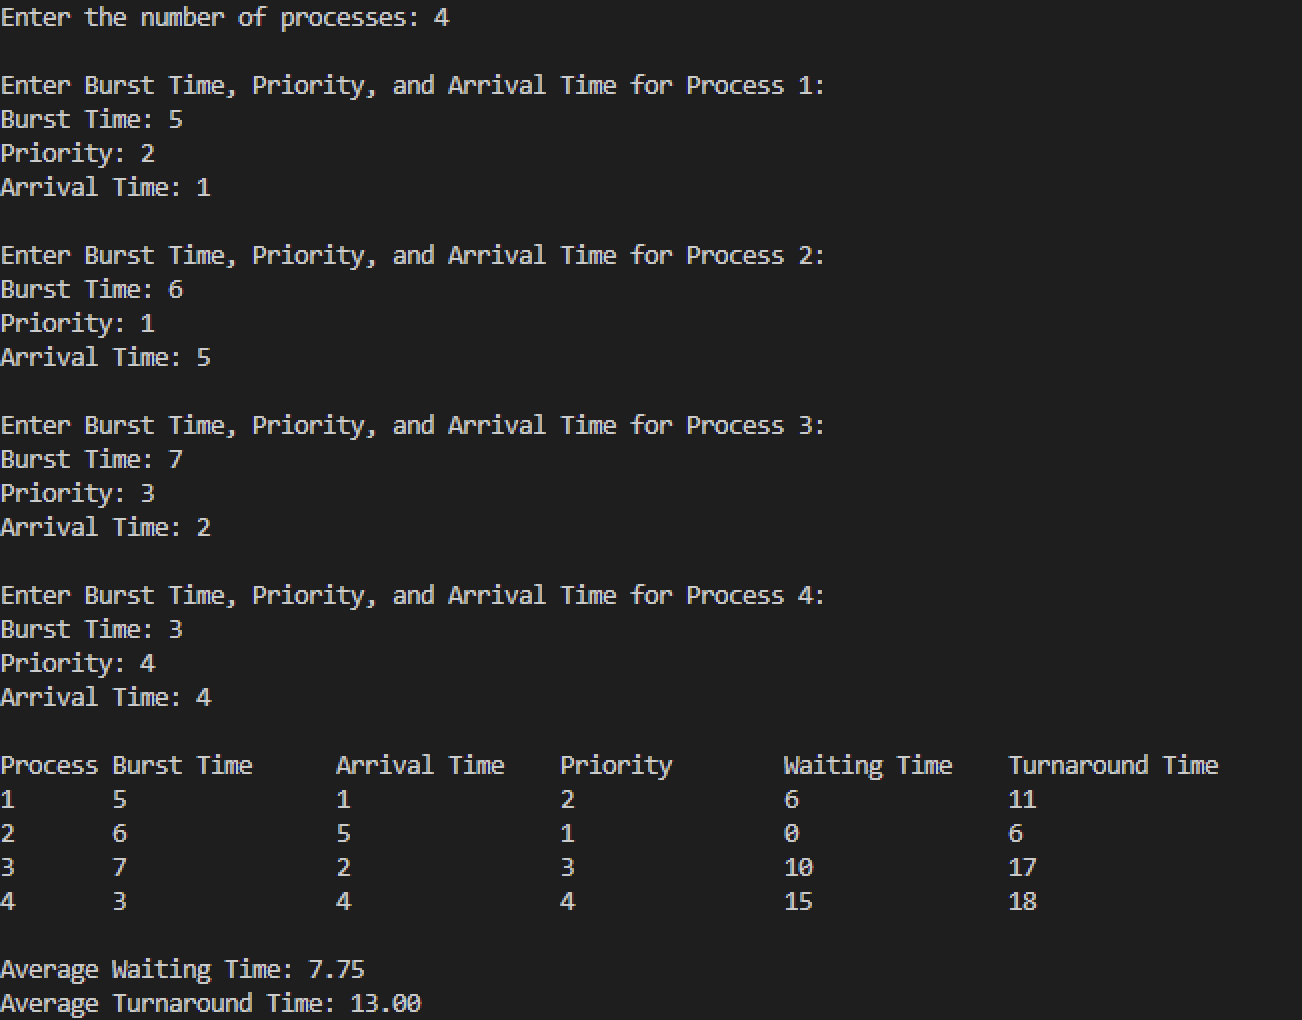 Enter the number of processes: 4
Enter Burst Time, Priority, and Arrival Time for Process 1:
Burst Time: 5
Priority: 2
Arrival Time: 1
Enter Burst Time, Priority, and Arrival Time for Process 2:
Burst Time: 6
Priority: 1
Arrival Time: 5
Enter Burst Time, Priority, and Arrival Time for Process 3:
Burst Time: 7
Priority: 3
Arrival Time: 2
Enter Burst Time, Priority, and Arrival Time for Process 4:
Burst Time: 3
Priority: 4
Arrival Time: 4
Process Burst Time Arrival Time Priority Waiting Time Turnaround Time
1 5 1 2 6 11
2 6 5 1 0 6
3 7 2 3 10 17
4 3 4 4 15 18
Average Waiting Time: 7.75
Average Turnaround Time: 13.00